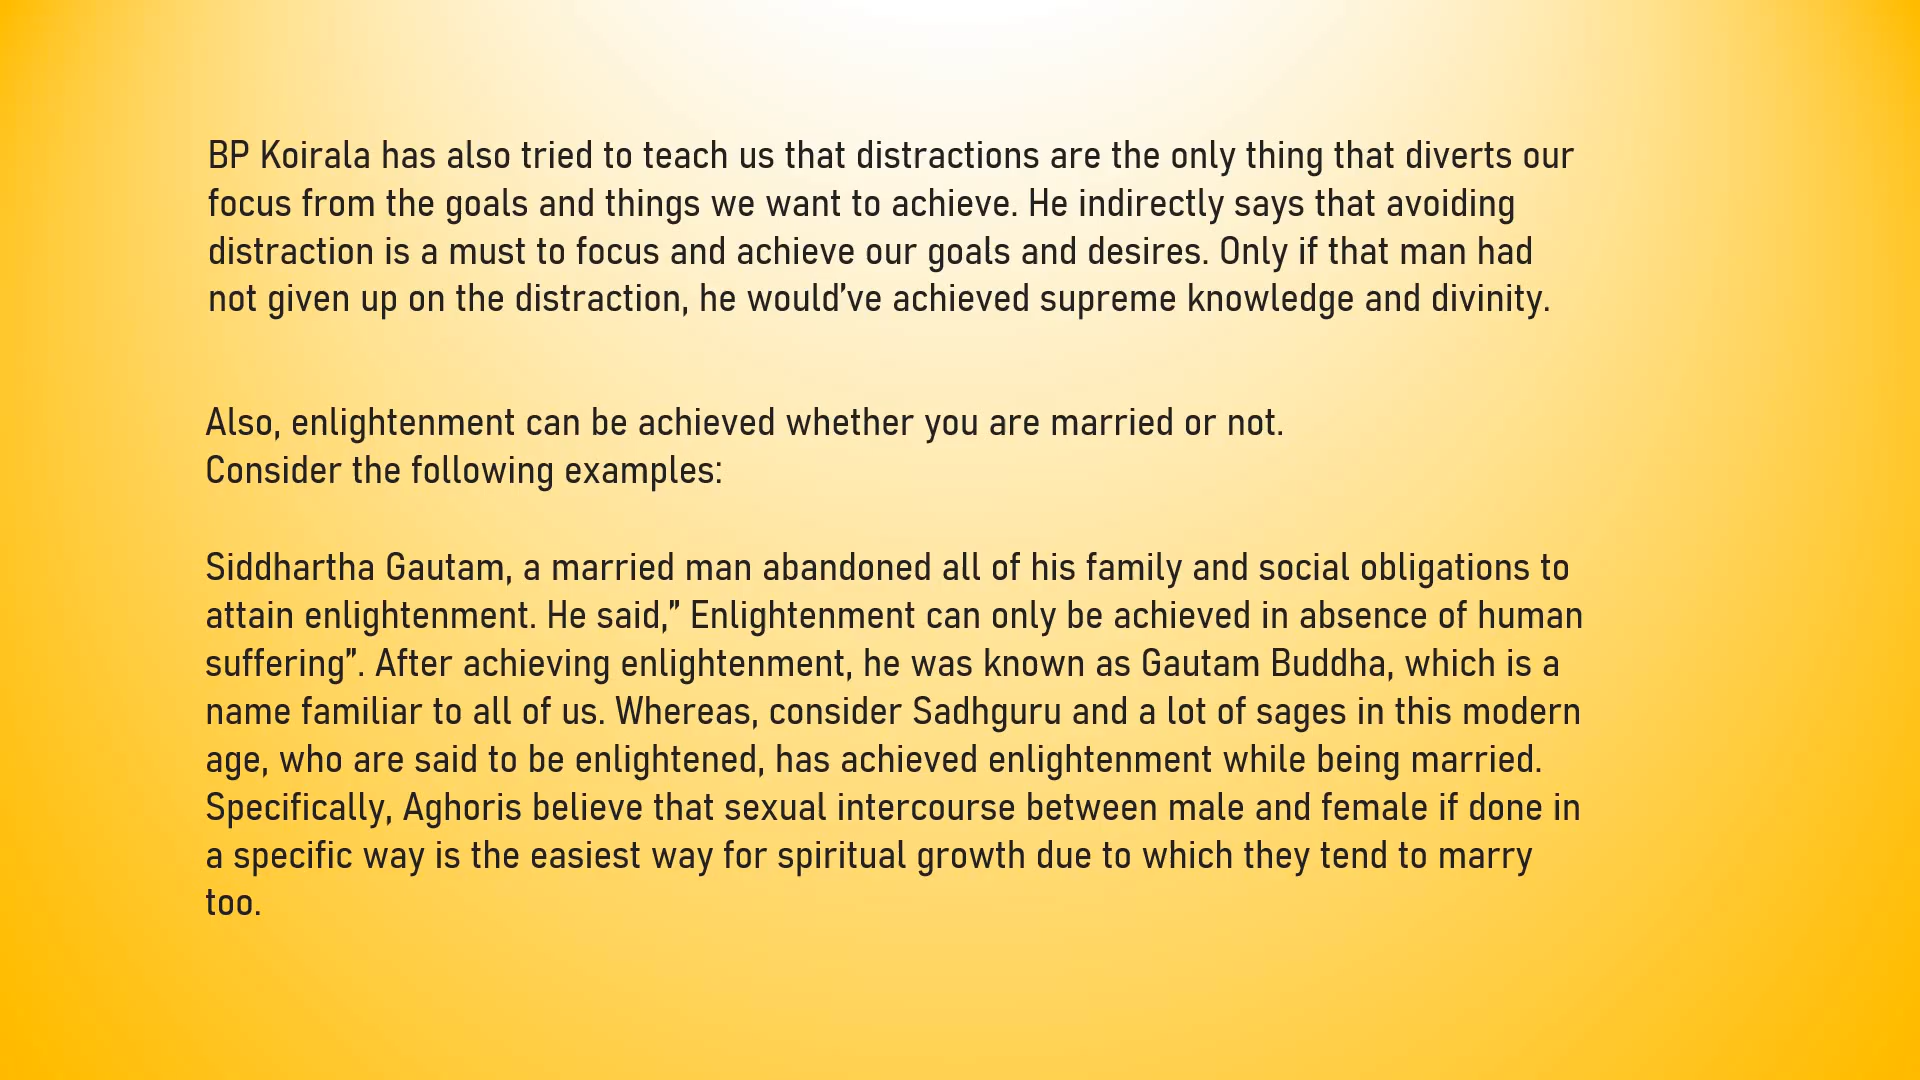 BP Koirala has also tried to teach us that distractions are the only thing that diverts our
focus from the goals and things we want to achieve. He indirectly says that avoiding
distraction is a must to focus and achieve our goals and desires. Only if that man had
not given up on the distraction, he would’ve achieved supreme knowledge and divinity.
Also, enlightenment can be achieved whether you are married or not.
Consider the following examples:
Siddhartha Gautam, a married man abandoned all of his family and social obligations to
attain enlightenment. He said,” Enlightenment can only be achieved in absence of human
suffering”. After achieving enlightenment, he was known as Gautam Buddha, which is a
name familiar to all of us. Whereas, consider Sadhguru and a lot of sages in this modern
age, who are said to be enlightened, has achieved enlightenment while being married.
Specifically, Aghoris believe that sexual intercourse between male and female if done in
a specific way is the easiest way for spiritual growth due to which they tend to marry
too.